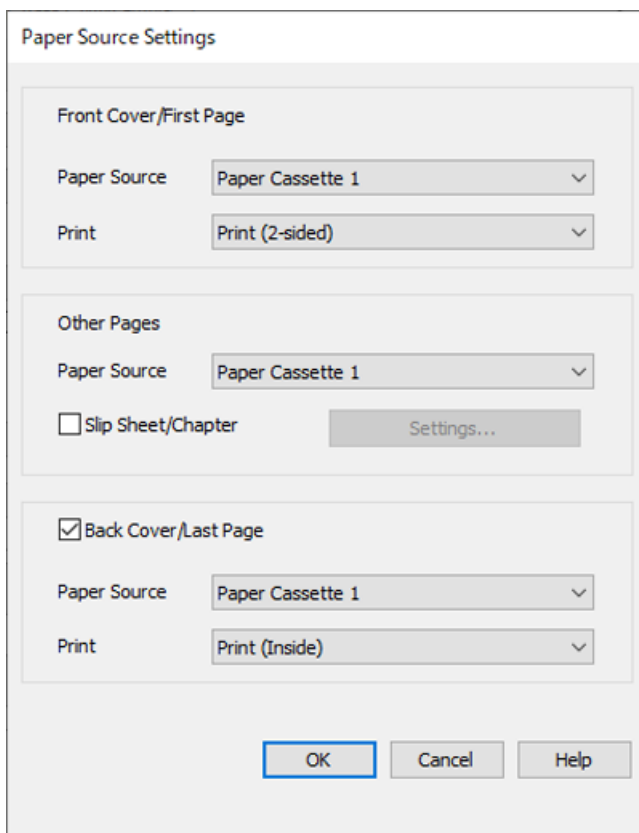 Paper Source Settings
Front Cover/First Page
Paper Source Paper Cassette 1
Print Print (2-sided)
Other Pages
Paper Source Paper Cassette 1
Slip Sheet/Chapter Settings...
Back Cover/Last Page
Paper Source Paper Cassette 1
Print Print (Inside)
OK Cancel Help